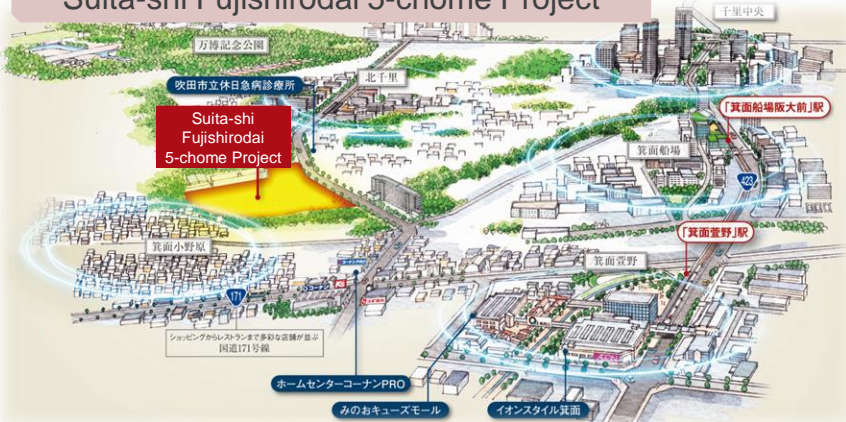 Suita-shi Fujishirodai 5-chome Project
千里中央
万博記念公園
北千里
吹田市立休日急病診療所
「箕面船場阪大前」駅
Suita-shi
Fujishirodai
5-chome Project
箕面船場
423
「箕面萱野」駅
箕面小野原
箕面萱野
171
ショッピングからレストランまで多彩な店舗が並ぶ
国道171号線
AEON
ホームセンターコーナンPRO
みのおキューズモール
イオンスタイル箕面